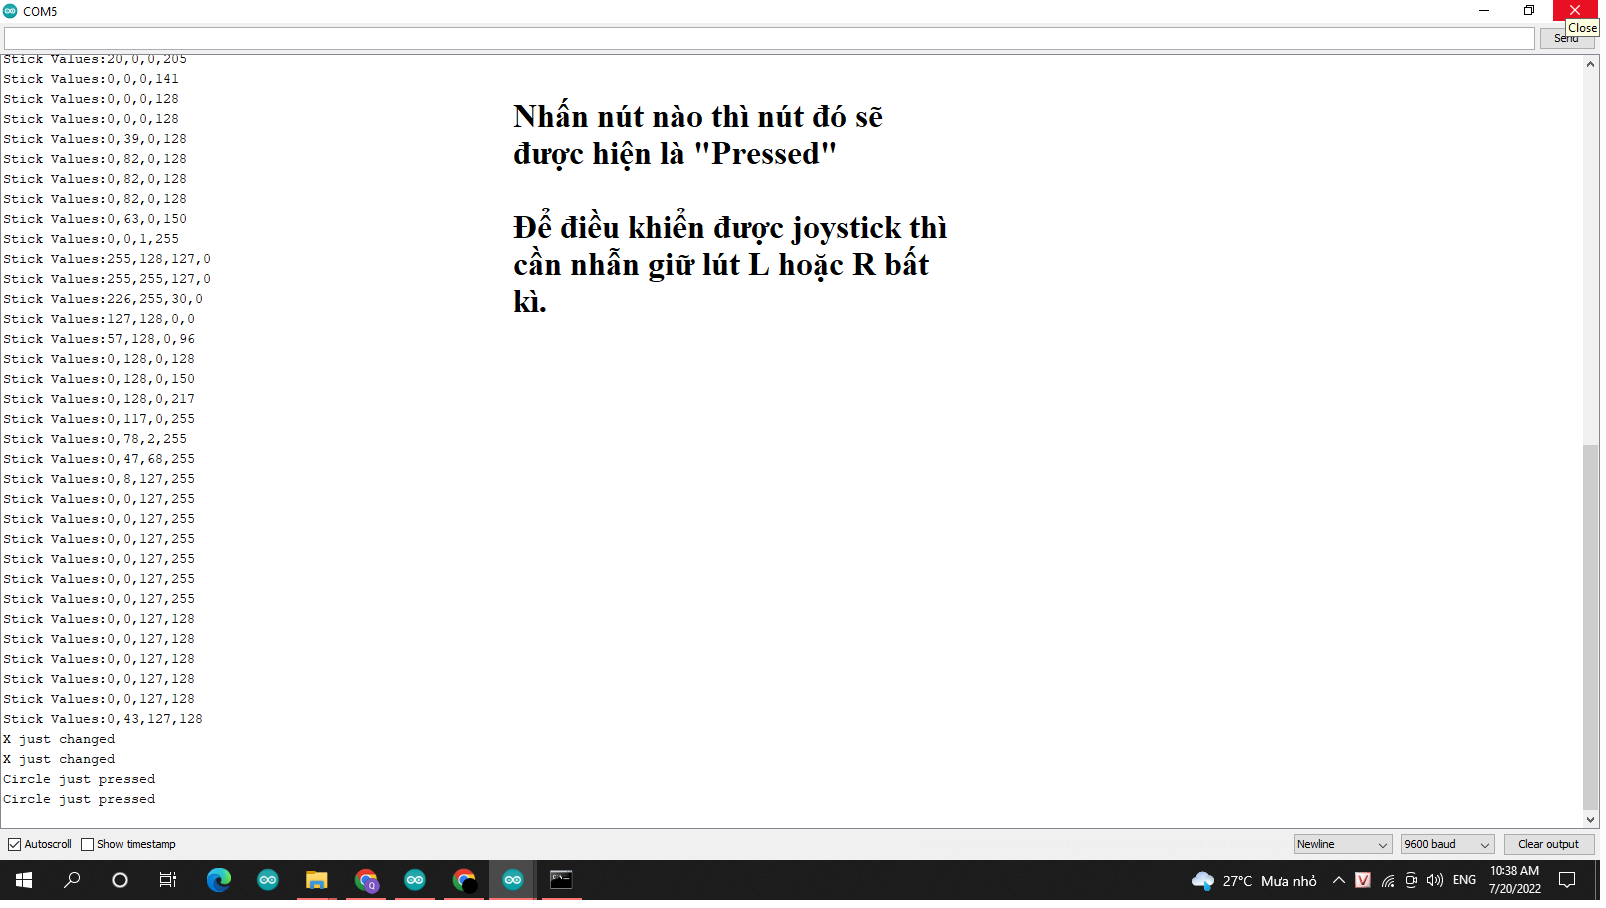 COM5
Close
Send
Stick Values:20,0,0,205
Stick Values:0,0,0,141
Stick Values:0,0,0,128
Stick Values:0,0,0,128
Stick Values:0,39,0,128
Stick Values:0,82,0,128
Stick Values:0,82,0,128
Stick Values:0,82,0,128
Stick Values:0,63,0,150
Stick Values:0,0,1,255
Stick Values:255,128,127,0
Stick Values:255,255,127,0
Stick Values:226,255,30,0
Stick Values:127,128,0,0
Stick Values:57,128,0,96
Stick Values:0,128,0,128
Stick Values:0,128,0,150
Stick Values:0,128,0,217
Stick Values:0,117,0,255
Stick Values:0,78,2,255
Stick Values:0,47,68,255
Stick Values:0,8,127,255
Stick Values:0,0,127,255
Stick Values:0,0,127,255
Stick Values:0,0,127,255
Stick Values:0,0,127,255
Stick Values:0,0,127,255
Stick Values:0,0,127,255
Stick Values:0,0,127,128
Stick Values:0,0,127,128
Stick Values:0,0,127,128
Stick Values:0,0,127,128
Stick Values:0,0,127,128
Stick Values:0,43,127,128
X just changed
X just changed
Circle just pressed
Circle just pressed
Nhấn nút nào thì nút đó sẽ
được hiện là "Pressed"
Để điều khiển được joystick thì
cần nhẫn giữ lút L hoặc R bất
kì.
Autoscroll Show timestamp Newline 9600 baud Clear output
27°C Mưa nhỏ V ENG 10:38 AM
7/20/2022